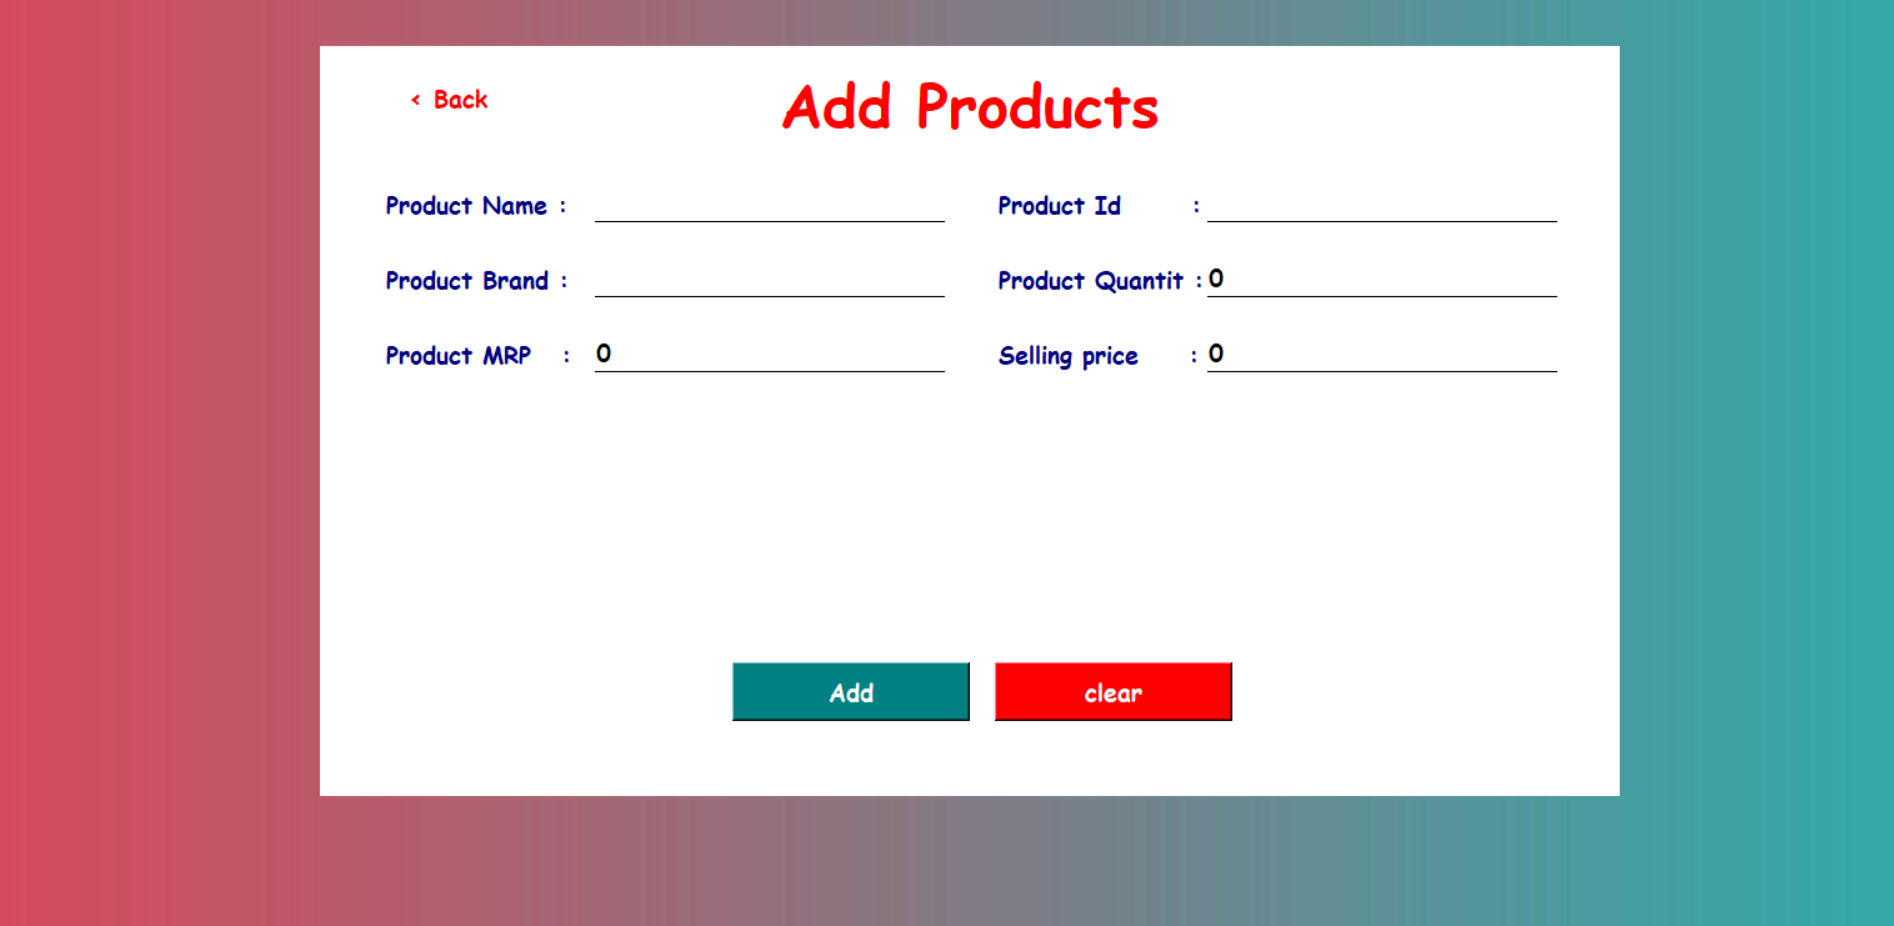 < Back
Add Products
Product Name : Product Id :
Product Brand : Product Quantit : 0
Product MRP : 0 Selling price : 0
Add clear